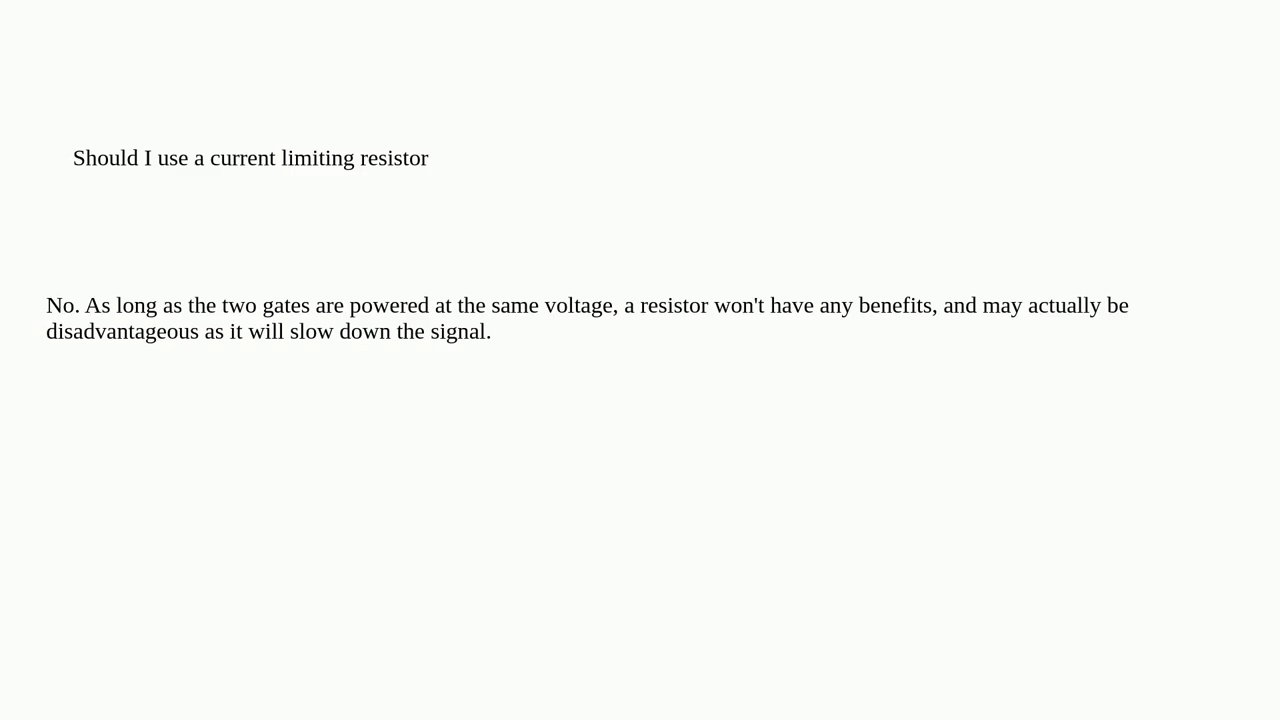 Should I use a current limiting resistor
No. As long as the two gates are powered at the same voltage, a resistor won't have any benefits, and may actually be
disadvantageous as it will slow down the signal.